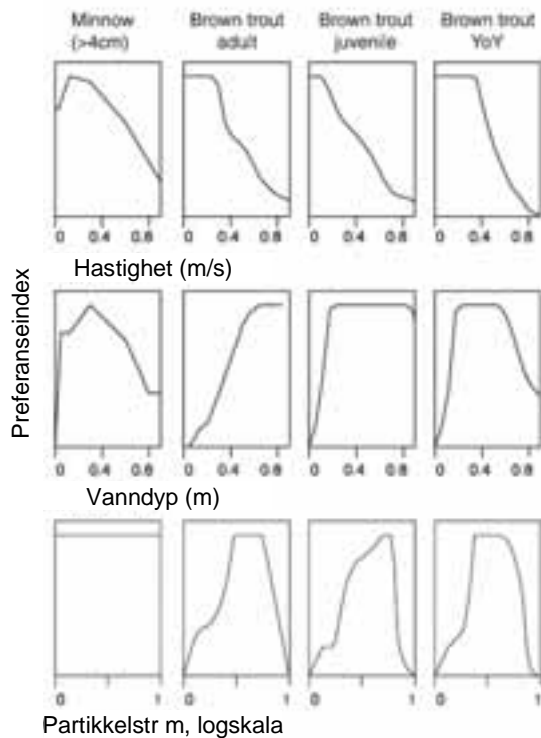 Minnow
(>4cm)
Brown trout
adult
Brown trout
juvenile
Brown trout
YoY
0 0.4 0.8
0 0.4 0.8
0 0.4 0.8
0 0.4 0.8
Hastighet (m/s)
Preferanseindex
0 0.4 0.8
0 0.4 0.8
0 0.4 0.8
0 0.4 0.8
Vanndyp (m)
0 1
0 1
0 1
0 1
Partikkelstr m, logskala